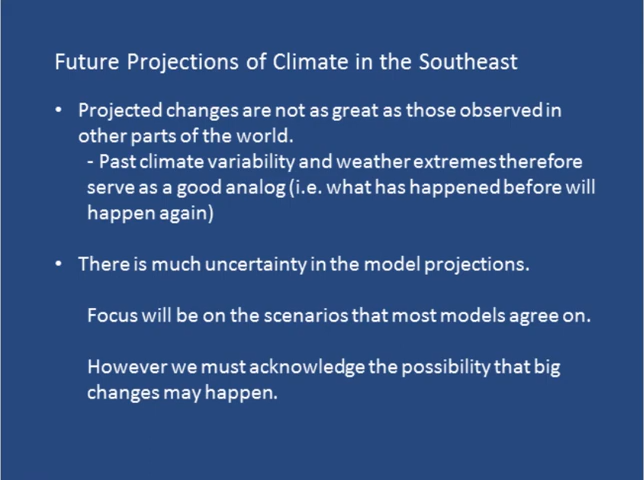 Future Projections of Climate in the Southeast
• Projected changes are not as great as those observed in
other parts of the world.
- Past climate variability and weather extremes therefore
serve as a good analog (i.e. what has happened before will
happen again)
• There is much uncertainty in the model projections.
Focus will be on the scenarios that most models agree on.
However we must acknowledge the possibility that big
changes may happen.